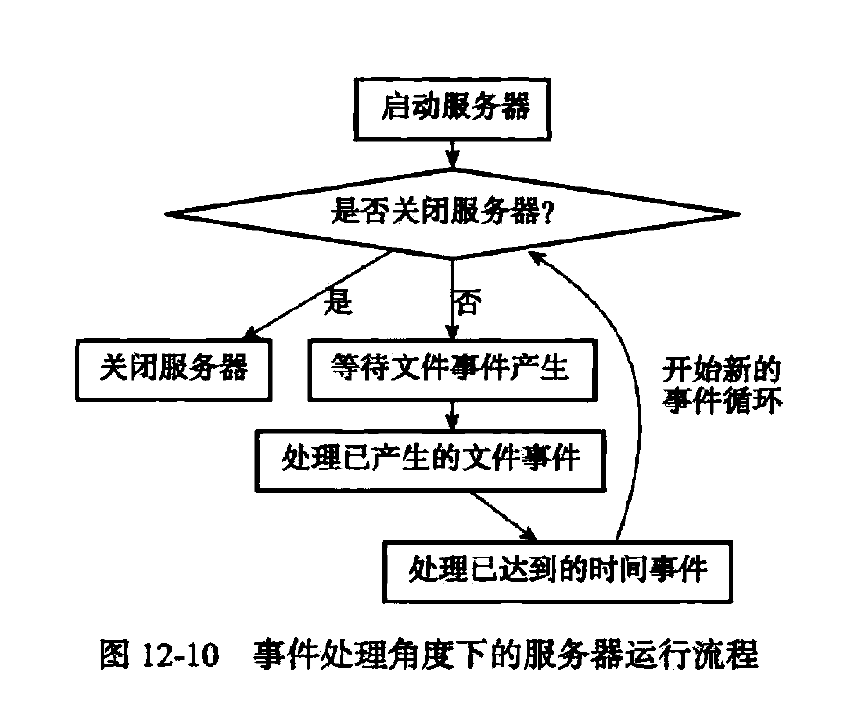 启动服务器
是否关闭服务器?
是
否
关闭服务器
等待文件事件产生
开始新的
事件循环
处理已产生的文件事件
处理已达到的时间事件
图 12-10 事件处理角度下的服务器运行流程